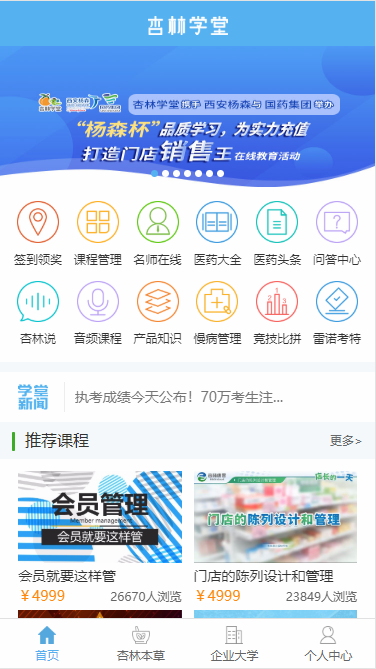 杏林学堂
杏林学堂 携手 西安杨森与 国药集团 举办
“杨森杯”品质学习，为实力充值
打造门店销售王 在线教育活动
签到领奖 课程管理 名师在线 医药大全 医药头条 问答中心
杏林说 音频课程 产品知识 慢病管理 竞技比拼 雷诺考特
学堂新闻
执考成绩今天公布！70万考生注...
推荐课程 更多>
会员管理
Member management
会员就要这样管
你长的一天
门店的陈列设计和管理
会员就要这样管 门店的陈列设计和管理
￥4999 26670人浏览 ￥4999 23849人浏览
首页 杏林本草 企业大学 个人中心